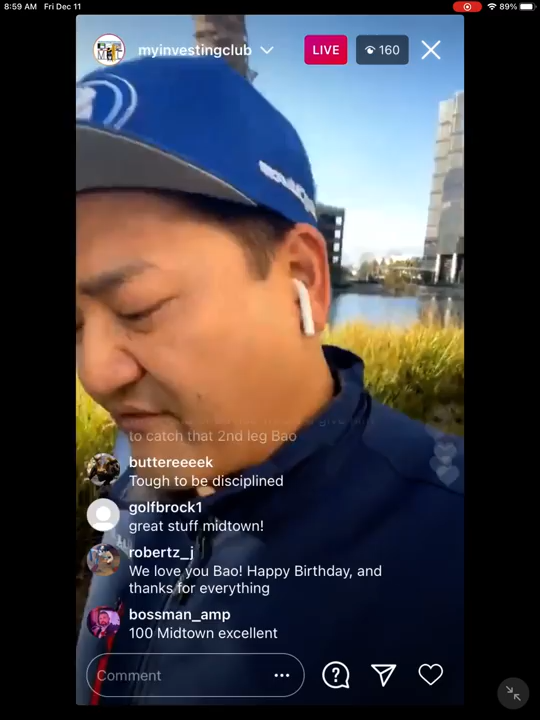 8:59 AM Fri Dec 11
89%
myinvestingclub
LIVE
160
to catch that 2nd leg Bao
buttereeeek
Tough to be disciplined
golfbrock1
great stuff midtown!
robertz_j
We love you Bao! Happy Birthday, and
thanks for everything
bossman_amp
100 Midtown excellent
Comment